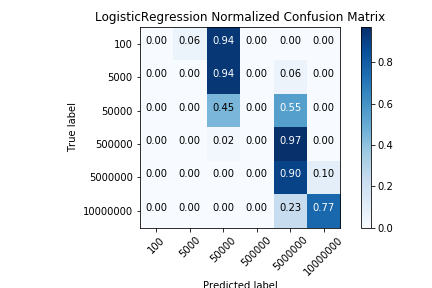 LogisticRegression Normalized Confusion Matrix
True label
100 0.00 0.06 0.94 0.00 0.00 0.00
5000 0.00 0.00 0.94 0.00 0.06 0.00
50000 0.00 0.00 0.45 0.00 0.55 0.00
500000 0.00 0.00 0.02 0.00 0.97 0.00
5000000 0.00 0.00 0.00 0.00 0.90 0.10
10000000 0.00 0.00 0.00 0.00 0.23 0.77
100 5000 50000 500000 5000000 10000000
Predicted label
0.8
0.6
0.4
0.2
0.0